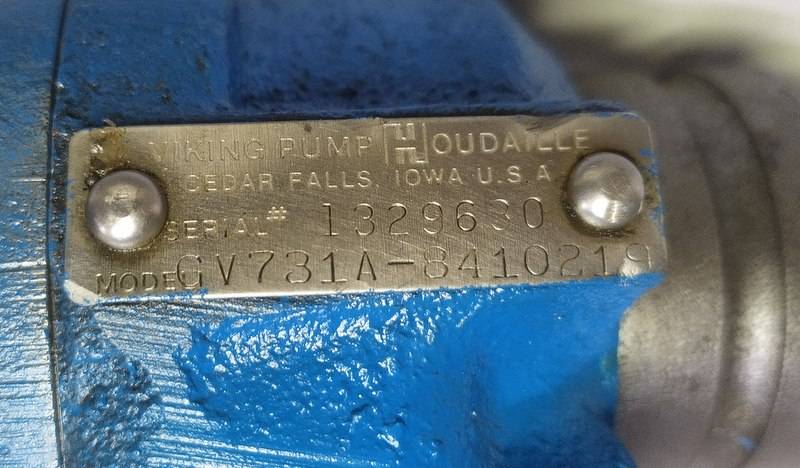 VIKING PUMP HOUDAILLE
CEDAR FALLS, IOWA U.S.A
SERIAL# 1329630
MODEL GV731A-8410219